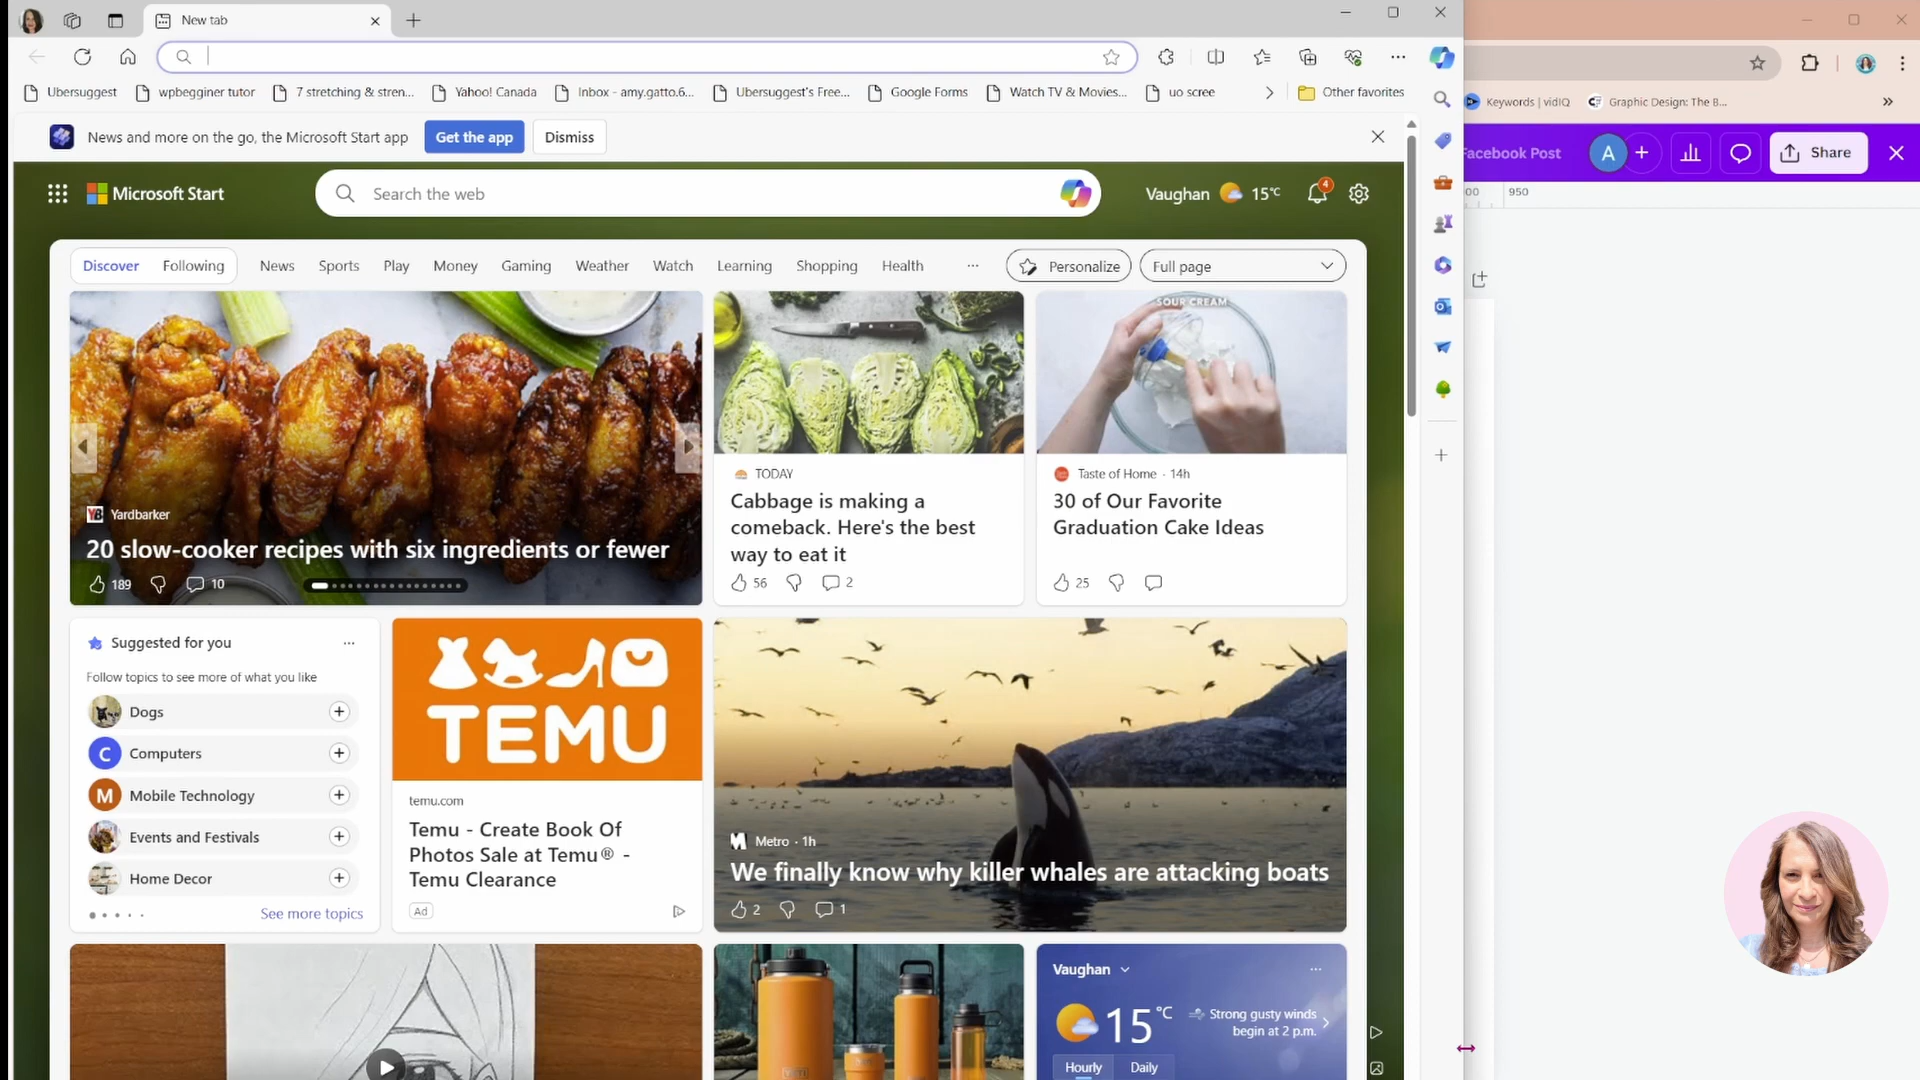 New tab
Ubersuggest
wpbegginer tutor
7 stretching & stren...
Yahoo! Canada
Inbox - amy.gatto.6...
Ubersuggest's Free...
Google Forms
Watch TV & Movies...
uo scree
Other favorites
Keywords | vidIQ
Graphic Design: The B...
News and more on the go, the Microsoft Start app
Get the app
Dismiss
Facebook Post
A
Share
00
950
Microsoft Start
Search the web
Vaughan
15°C
4
Discover
Following
News
Sports
Play
Money
Gaming
Weather
Watch
Learning
Shopping
Health
Personalize
Full page
SOUR CREAM
YB Yardbarker
20 slow-cooker recipes with six ingredients or fewer
189
10
TODAY
Cabbage is making a
comeback. Here's the best
way to eat it
56
2
Taste of Home · 14h
30 of Our Favorite
Graduation Cake Ideas
25
Suggested for you
Follow topics to see more of what you like
Dogs
C Computers
M Mobile Technology
Events and Festivals
Home Decor
See more topics
TEMU
temu.com
Temu - Create Book Of
Photos Sale at Temu® -
Temu Clearance
Ad
M Metro · 1h
We finally know why killer whales are attacking boats
2
1
Vaughan
15°C
Strong gusty winds
begin at 2 p.m.
Hourly
Daily